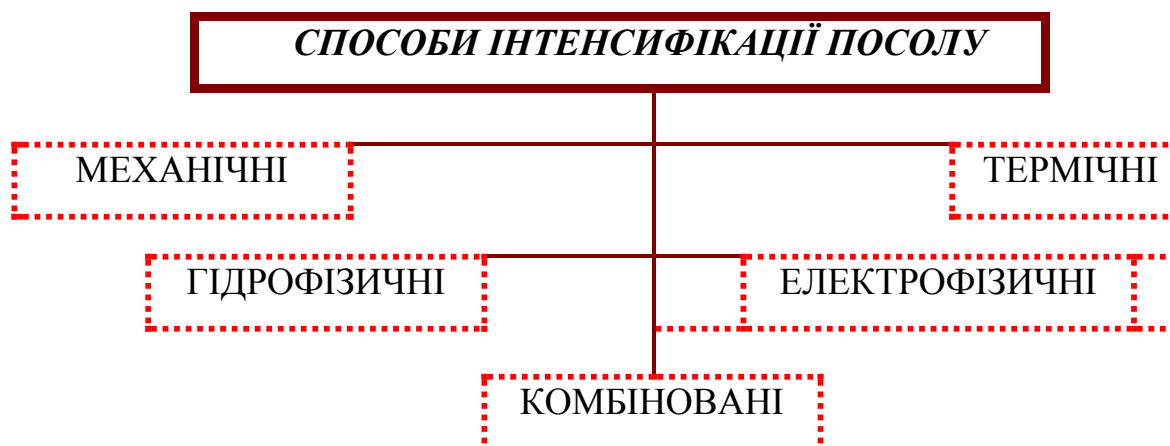 СПОСОБИ ІНТЕНСИФІКАЦІЇ ПОСОЛУ
МЕХАНІЧНІ
ТЕРМІЧНІ
ГІДРОФІЗИЧНІ
ЕЛЕКТРОФІЗИЧНІ
КОМБІНОВАНІ